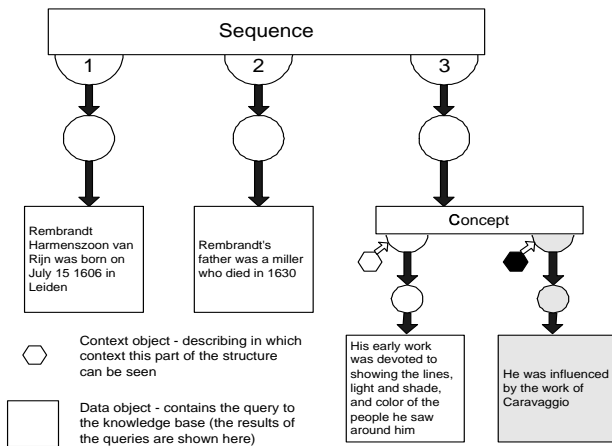 Sequence
1
2
3
Rembrandt
Harmenszoon van
Rijn was born on
July 15 1606 in
Leiden
Rembrandt's
father was a miller
who died in 1630
Concept
His early work
was devoted to
showing the lines,
light and shade,
and color of the
people he saw
around him
He was influenced
by the work of
Caravaggio
Context object - describing in which
context this part of the structure
can be seen
Data object - contains the query to
the knowledge base (the results of
the queries are shown here)